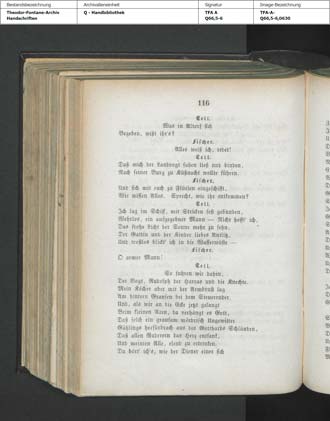 Bestandsbezeichnung
Archivalieneinheit
Signatur
Image-Bezeichnung
Theodor-Fontane-Archiv
Handschriften
Q - Handbibliothek
TFA A
Q66,5-6
TFA-A-
Q66,5-6,0630
116
Tell.
Was in Altorf sich
Begeben, wißt ihr's?
Fischer.
Alles weiß ich, redet!
Tell.
Daß mich der Landvogt fahen ließ und binden,
Nach seiner Burg zu Küßnacht wollte führen.
Fischer.
Und sich mit euch zu Flüelen eingeschifft.
Wir wissen Alles. Sprecht, wie ihr entkommen?
Tell.
Ich lag im Schiff, mit Stricken fest gebunden,
Wehrlos, ein aufgegebner Mann — Nicht hofft' ich,
Das frohe Licht der Sonne mehr zu sehn,
Der Gattin und der Kinder liebes Antlitz,
Und trostlos blickt' ich in die Wasserwüste —
Fischer.
O armer Mann!
Tell.
So fuhren wir dahin,
Der Vogt, Rudolph der Harras und die Knechte.
Mein Köcher aber mit der Armbrust lag
Am hintern Gransen bei dem Steuerruder.
Und, als wir an die Ecke jetzt gelangt
Beim kleinen Axen, da verhängt' es Gott,
Daß solch ein grausam mördrisch Ungewitter
Gählings herfürbrach aus des Gotthards Schlünden,
Daß allen Ruderern das Herz entsank,
Und meinten Alle, elend zu ertrinken.
Da hört' ich's, wie der Diener einer sich